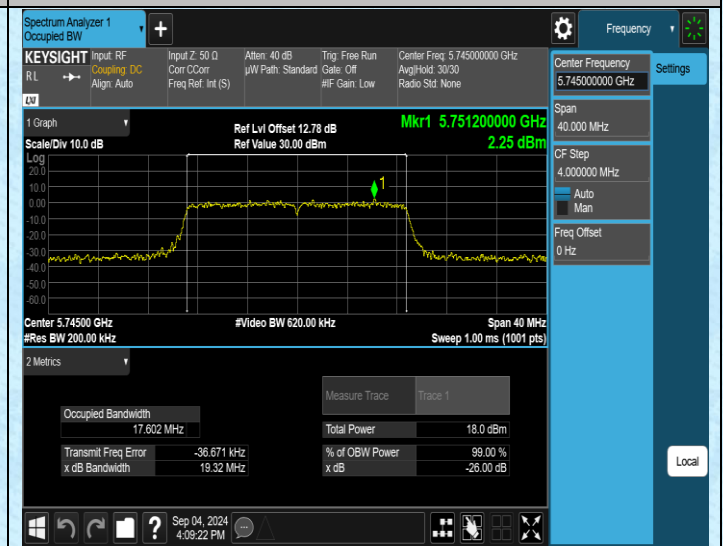 Spectrum Analyzer 1
Occupied BW
+
Frequency
KEYSIGHT
RL
LXI
Input: RF
Coupling: DC
Align: Auto
Input Z: 50 Ω
Corr CCorr
Freq Ref: Int (S)
Atten: 40 dB
µW Path: Standard
Trig: Free Run
Gate: Off
#IF Gain: Low
Center Freq: 5.745000000 GHz
Avg|Hold: 30/30
Radio Std: None
Center Frequency
5.745000000 GHz
Settings
Span
40.000 MHz
CF Step
4.000000 MHz
Auto
Man
Freq Offset
0 Hz
1 Graph
Scale/Div 10.0 dB
Ref Lvl Offset 12.78 dB
Ref Value 30.00 dBm
Mkr1 5.751200000 GHz
2.25 dBm
Log
20.0
10.0
0.00
-10.0
-20.0
-30.0
-40.0
-50.0
-60.0
1
Center 5.74500 GHz
#Res BW 200.00 kHz
#Video BW 620.00 kHz
Span 40 MHz
Sweep 1.00 ms (1001 pts)
2 Metrics
Measure Trace
Trace 1
Occupied Bandwidth
17.602 MHz
Total Power
18.0 dBm
Transmit Freq Error
-36.671 kHz
% of OBW Power
99.00 %
x dB Bandwidth
19.32 MHz
x dB
-26.00 dB
Local
?
Sep 04, 2024
4:09:22 PM